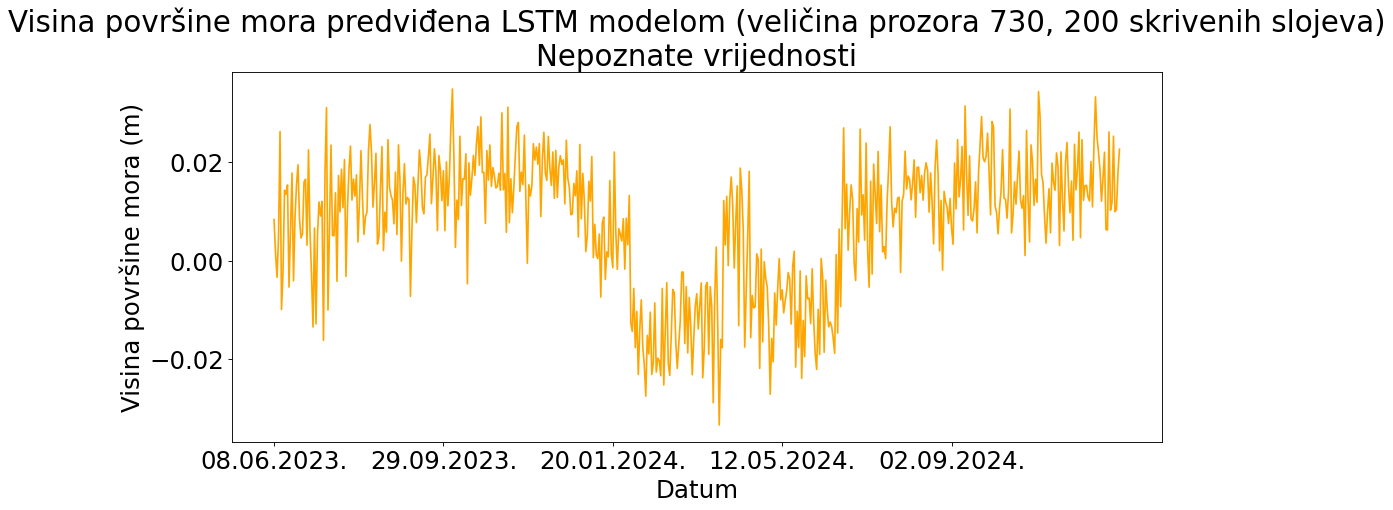 Visina površine mora predviđena LSTM modelom (veličina prozora 730, 200 skrivenih slojeva)
Nepoznate vrijednosti
Visina površine mora (m)
0.02
0.00
−0.02
08.06.2023. 29.09.2023. 20.01.2024. 12.05.2024. 02.09.2024.
Datum